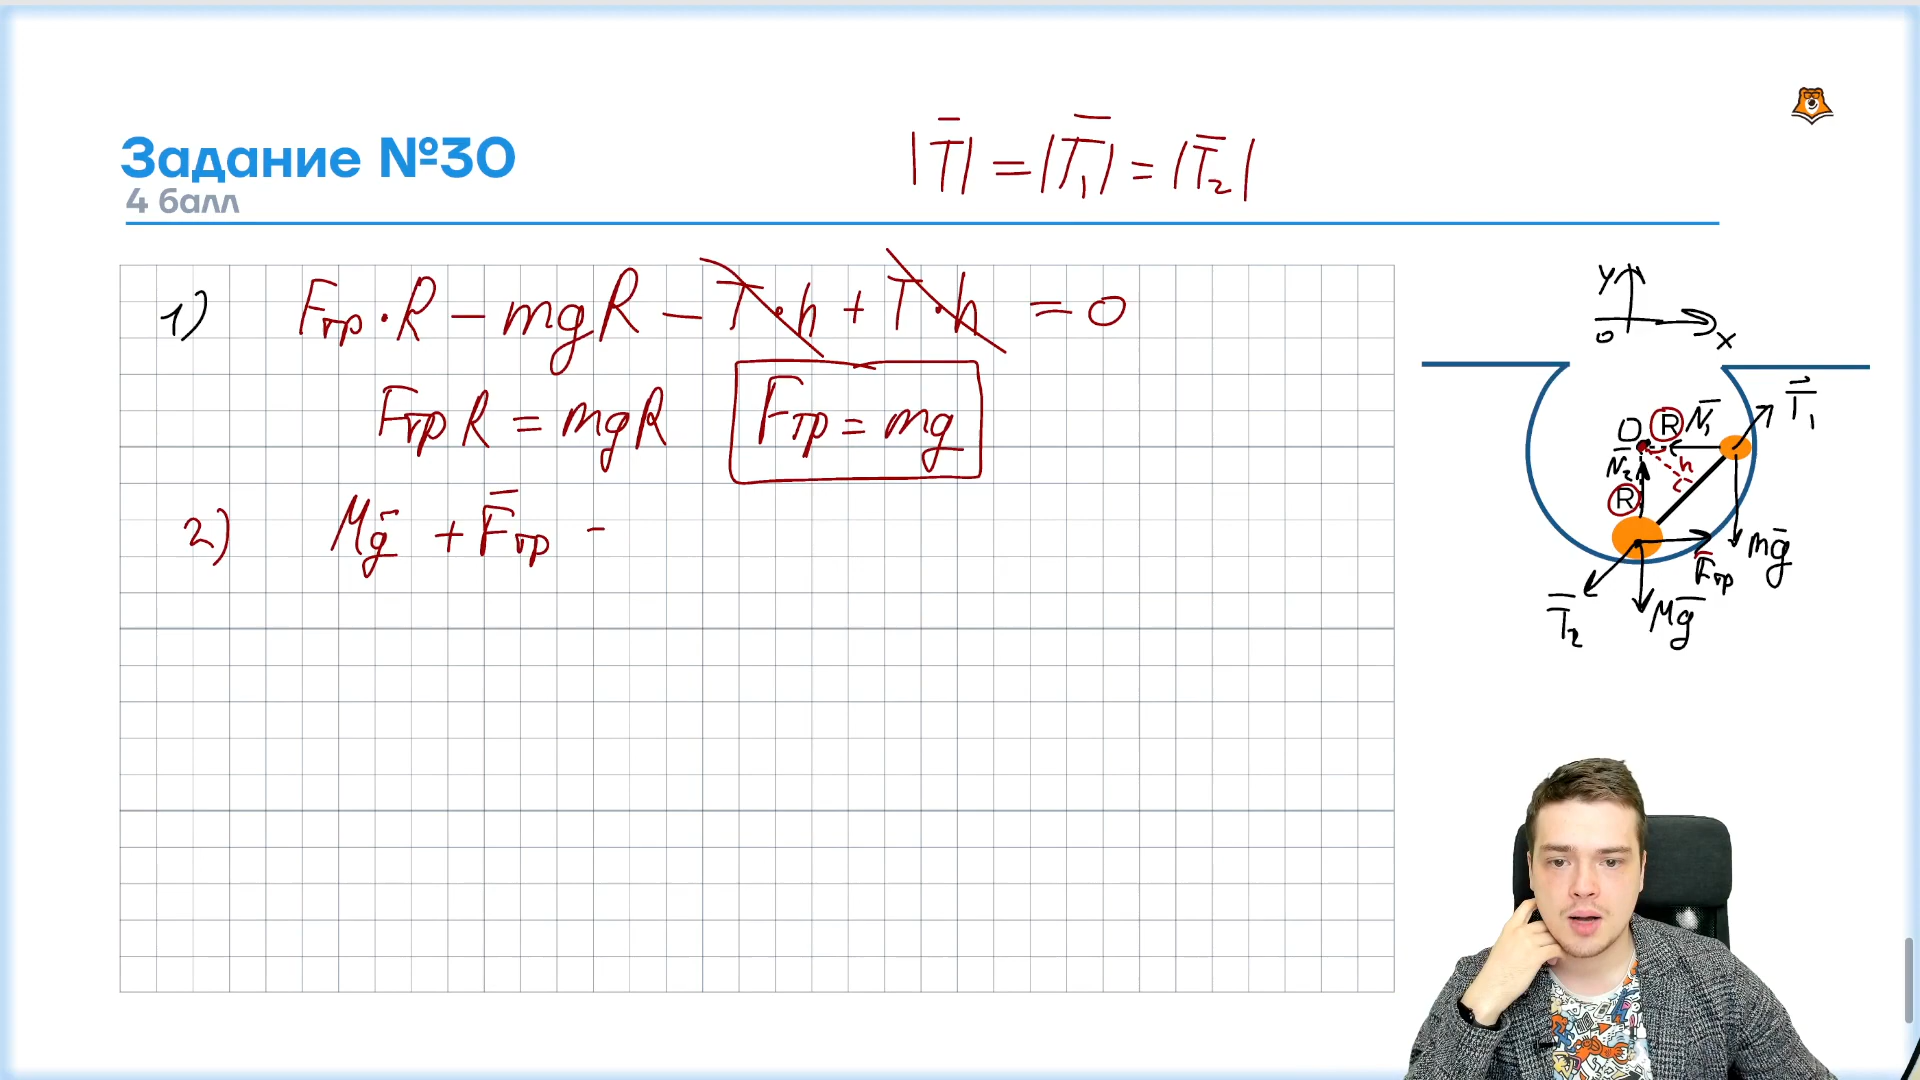 Задание №30
4 балл
|T̄| = |T̄₁| = |T̄₂|
1) Fтр · R – mgR – T·h + T·h = 0
FтрR = mgR Fтр = mg
2) Mḡ + F̄тр -
y
0 x
T⃗₁
O R N̄₁
N̄₂ h
R
mḡ
F̄тр
T̄₂ Mḡ